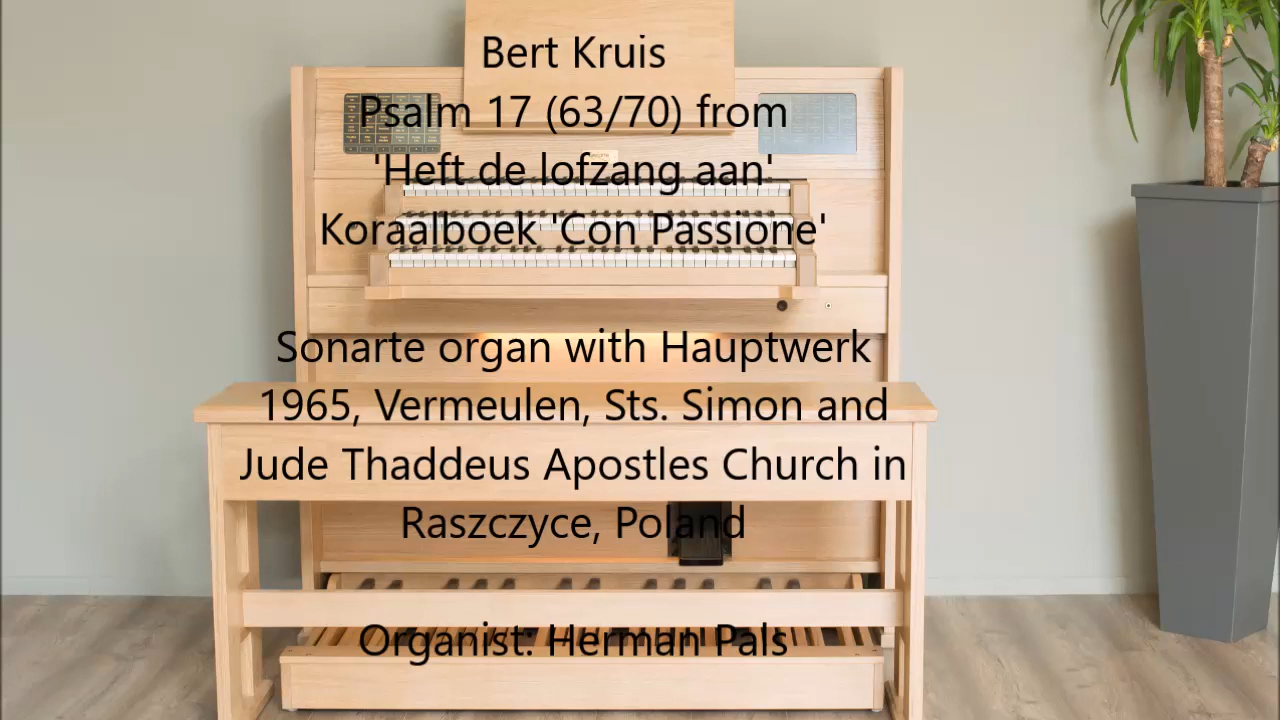 Bert Kruis
Psalm 17 (63/70) from
'Heft de lofzang aan'
Koraalboek 'Con Passione'
Sonarte organ with Hauptwerk
1965, Vermeulen, Sts. Simon and
Jude Thaddeus Apostles Church in
Raszczyce, Poland
Organist: Herman Pals